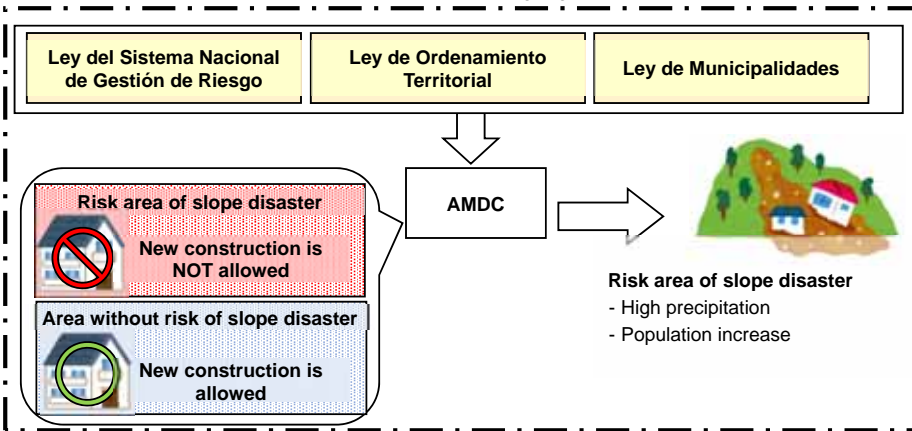 Ley del Sistema Nacional
de Gestión de Riesgo
Ley de Ordenamiento
Territorial
Ley de Municipalidades
AMDC
Risk area of slope disaster
New construction is
NOT allowed
Area without risk of slope disaster
New construction is
allowed
Risk area of slope disaster
- High precipitation
- Population increase